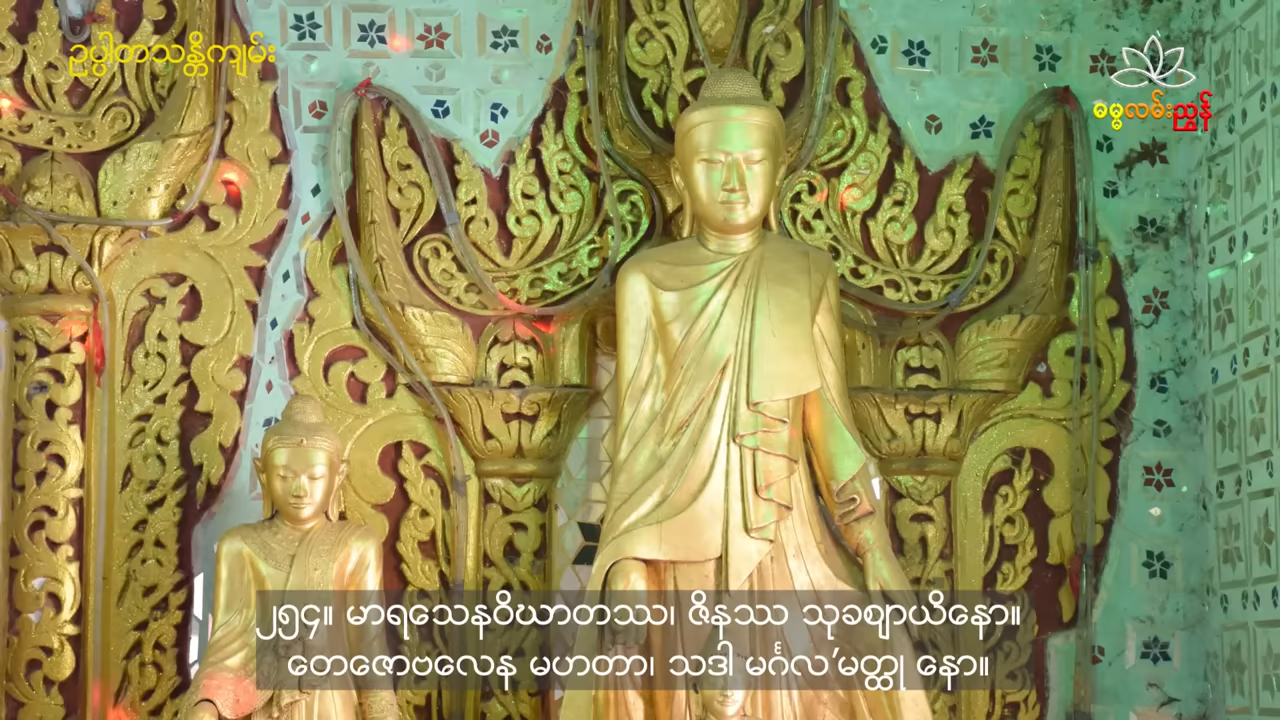 ဥပ္ပါတသန္တိကျမ်း
ဓမ္မလမ်းညွှန်
၂၅၄။ မာရသေနဝိဃာတဿ၊ ဇိနဿ သုခဈာယိနော။
တေဇောဗလေန မဟတာ၊ သဒါ မင်္ဂလ’မတ္ထု နော။